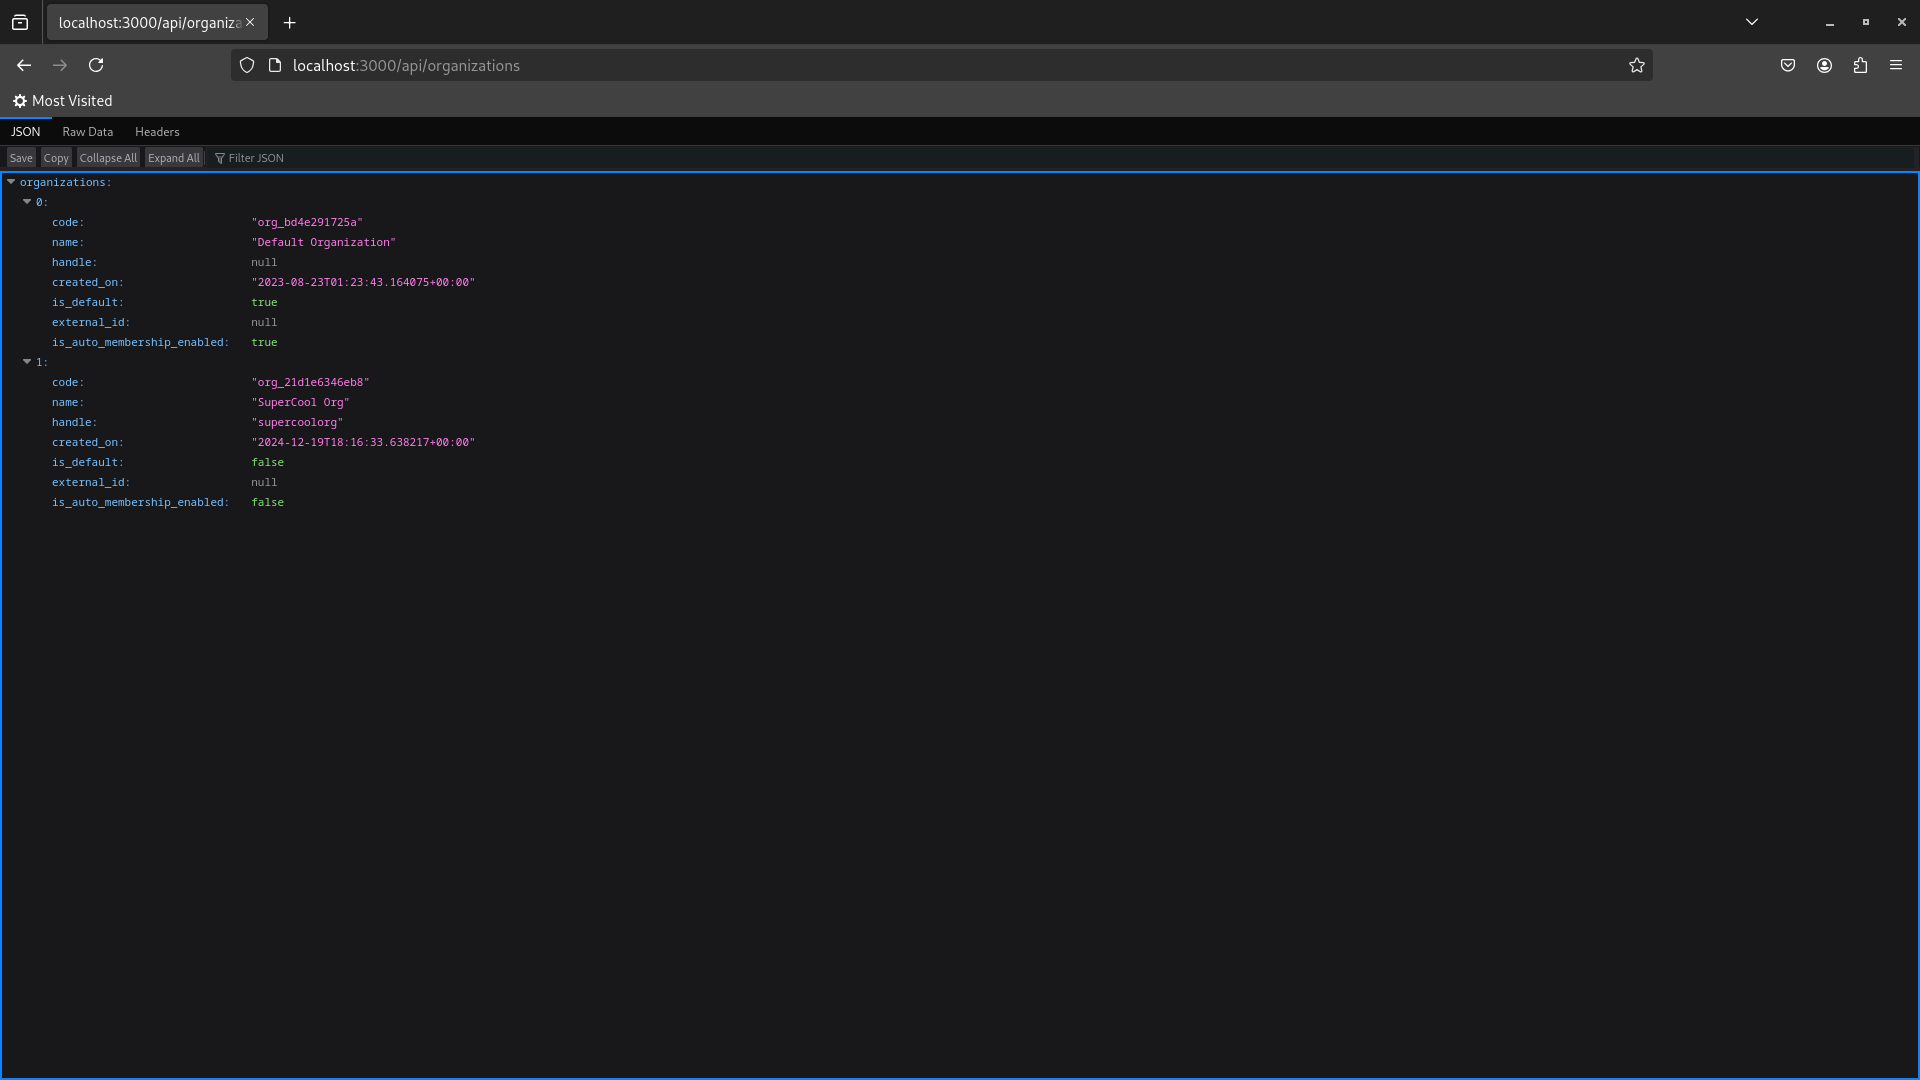 localhost:3000/api/organiza
localhost:3000/api/organizations
Most Visited
JSON Raw Data Headers
Save Copy Collapse All Expand All Filter JSON
organizations:
0:
code: "org_bd4e291725a"
name: "Default Organization"
handle: null
created_on: "2023-08-23T01:23:43.164075+00:00"
is_default: true
external_id: null
is_auto_membership_enabled: true
1:
code: "org_21d1e6346eb8"
name: "SuperCool Org"
handle: "supercoolorg"
created_on: "2024-12-19T18:16:33.638217+00:00"
is_default: false
external_id: null
is_auto_membership_enabled: false